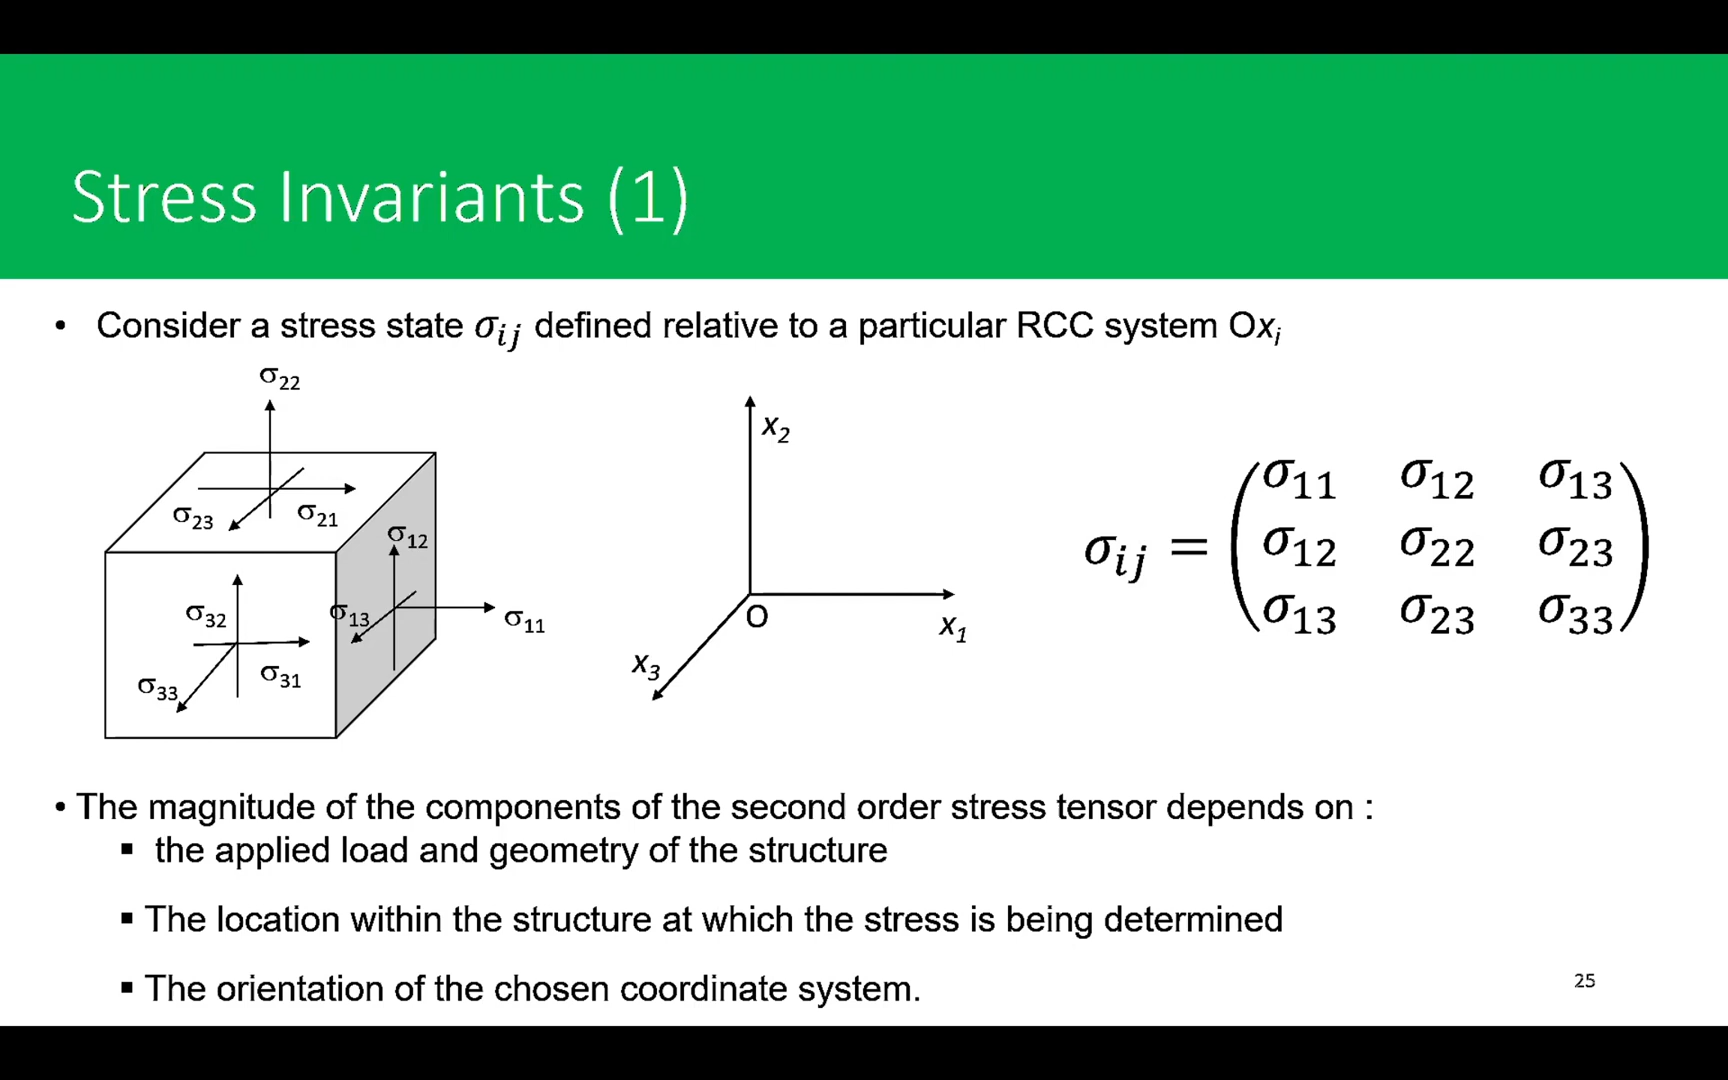 Stress Invariants (1)
• Consider a stress state σij defined relative to a particular RCC system Oxi
σ22
σ23 σ21
σ12
σ32 σ13 σ11
σ33 σ31
x2
O
x1
x3
σij = (σ11 σ12 σ13
σ12 σ22 σ23
σ13 σ23 σ33)
• The magnitude of the components of the second order stress tensor depends on :
▪ the applied load and geometry of the structure
▪ The location within the structure at which the stress is being determined
▪ The orientation of the chosen coordinate system.
25